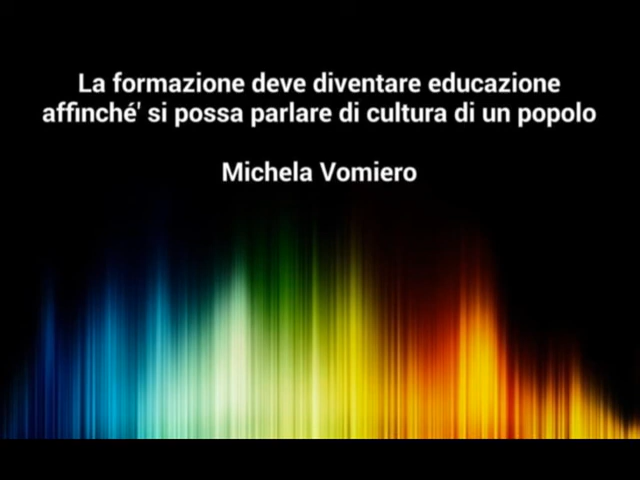 La formazione deve diventare educazione
affinché' si possa parlare di cultura di un popolo
Michela Vomiero